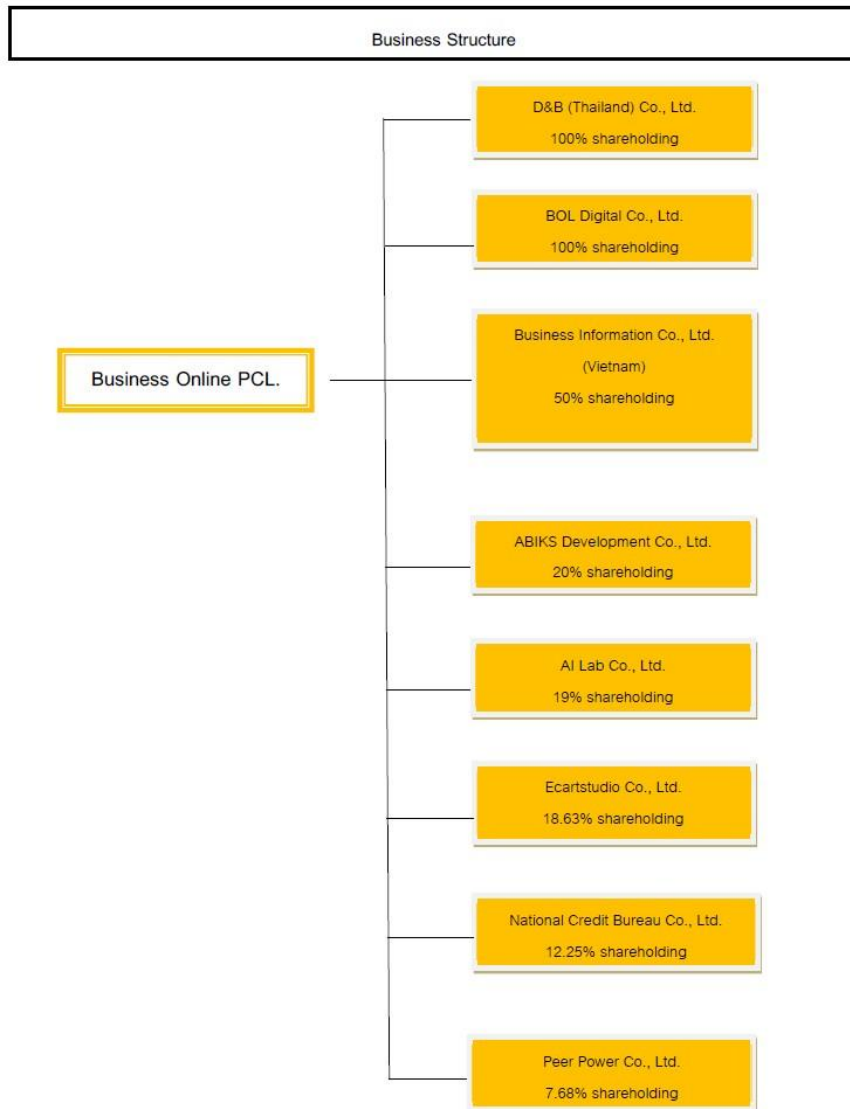 Business Structure
D&B (Thailand) Co., Ltd.
100% shareholding
BOL Digital Co., Ltd.
100% shareholding
Business Information Co., Ltd.
(Vietnam)
50% shareholding
Business Online PCL.
ABIKS Development Co., Ltd.
20% shareholding
AI Lab Co., Ltd.
19% shareholding
Ecartstudio Co., Ltd.
18.63% shareholding
National Credit Bureau Co., Ltd.
12.25% shareholding
Peer Power Co., Ltd.
7.68% shareholding